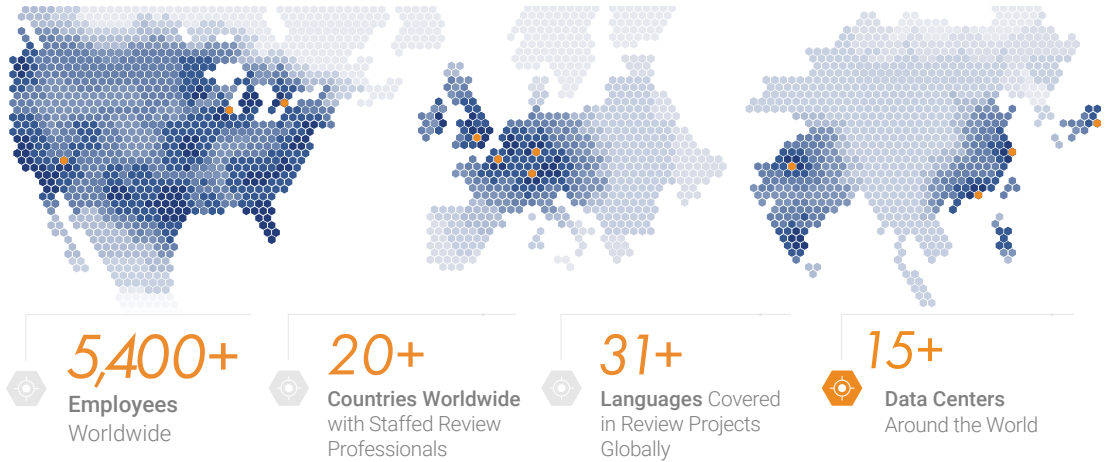 5,400+
Employees
Worldwide
20+
Countries Worldwide
with Staffed Review
Professionals
31+
Languages Covered
in Review Projects
Globally
15+
Data Centers
Around the World